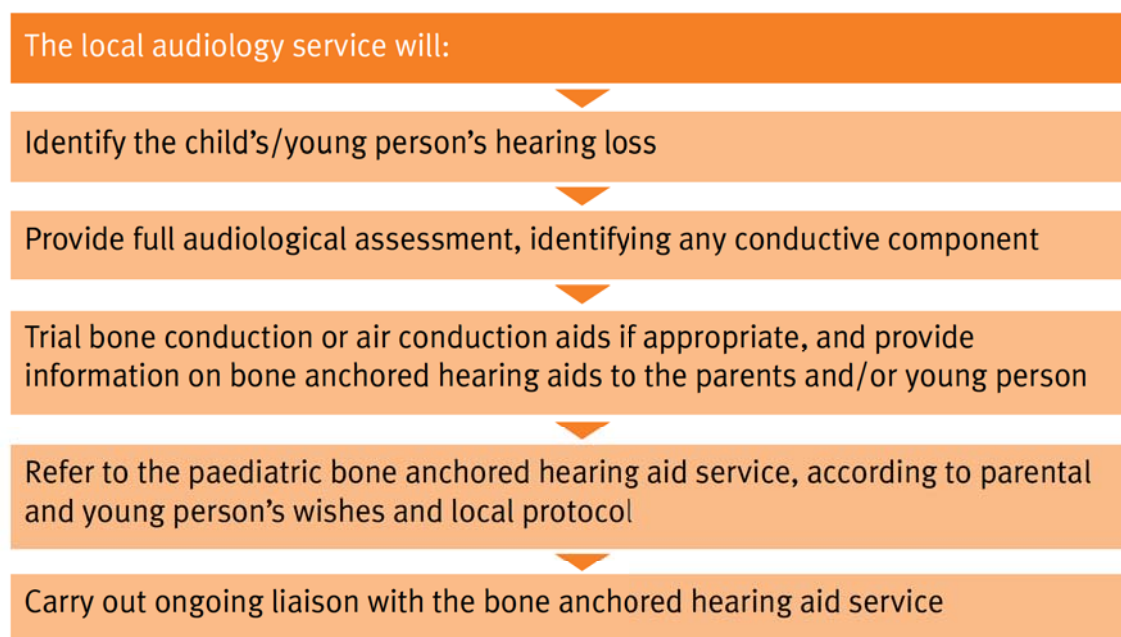 The local audiology service will:
Identify the child’s/young person’s hearing loss
Provide full audiological assessment, identifying any conductive component
Trial bone conduction or air conduction aids if appropriate, and provide
information on bone anchored hearing aids to the parents and/or young person
Refer to the paediatric bone anchored hearing aid service, according to parental
and young person’s wishes and local protocol
Carry out ongoing liaison with the bone anchored hearing aid service